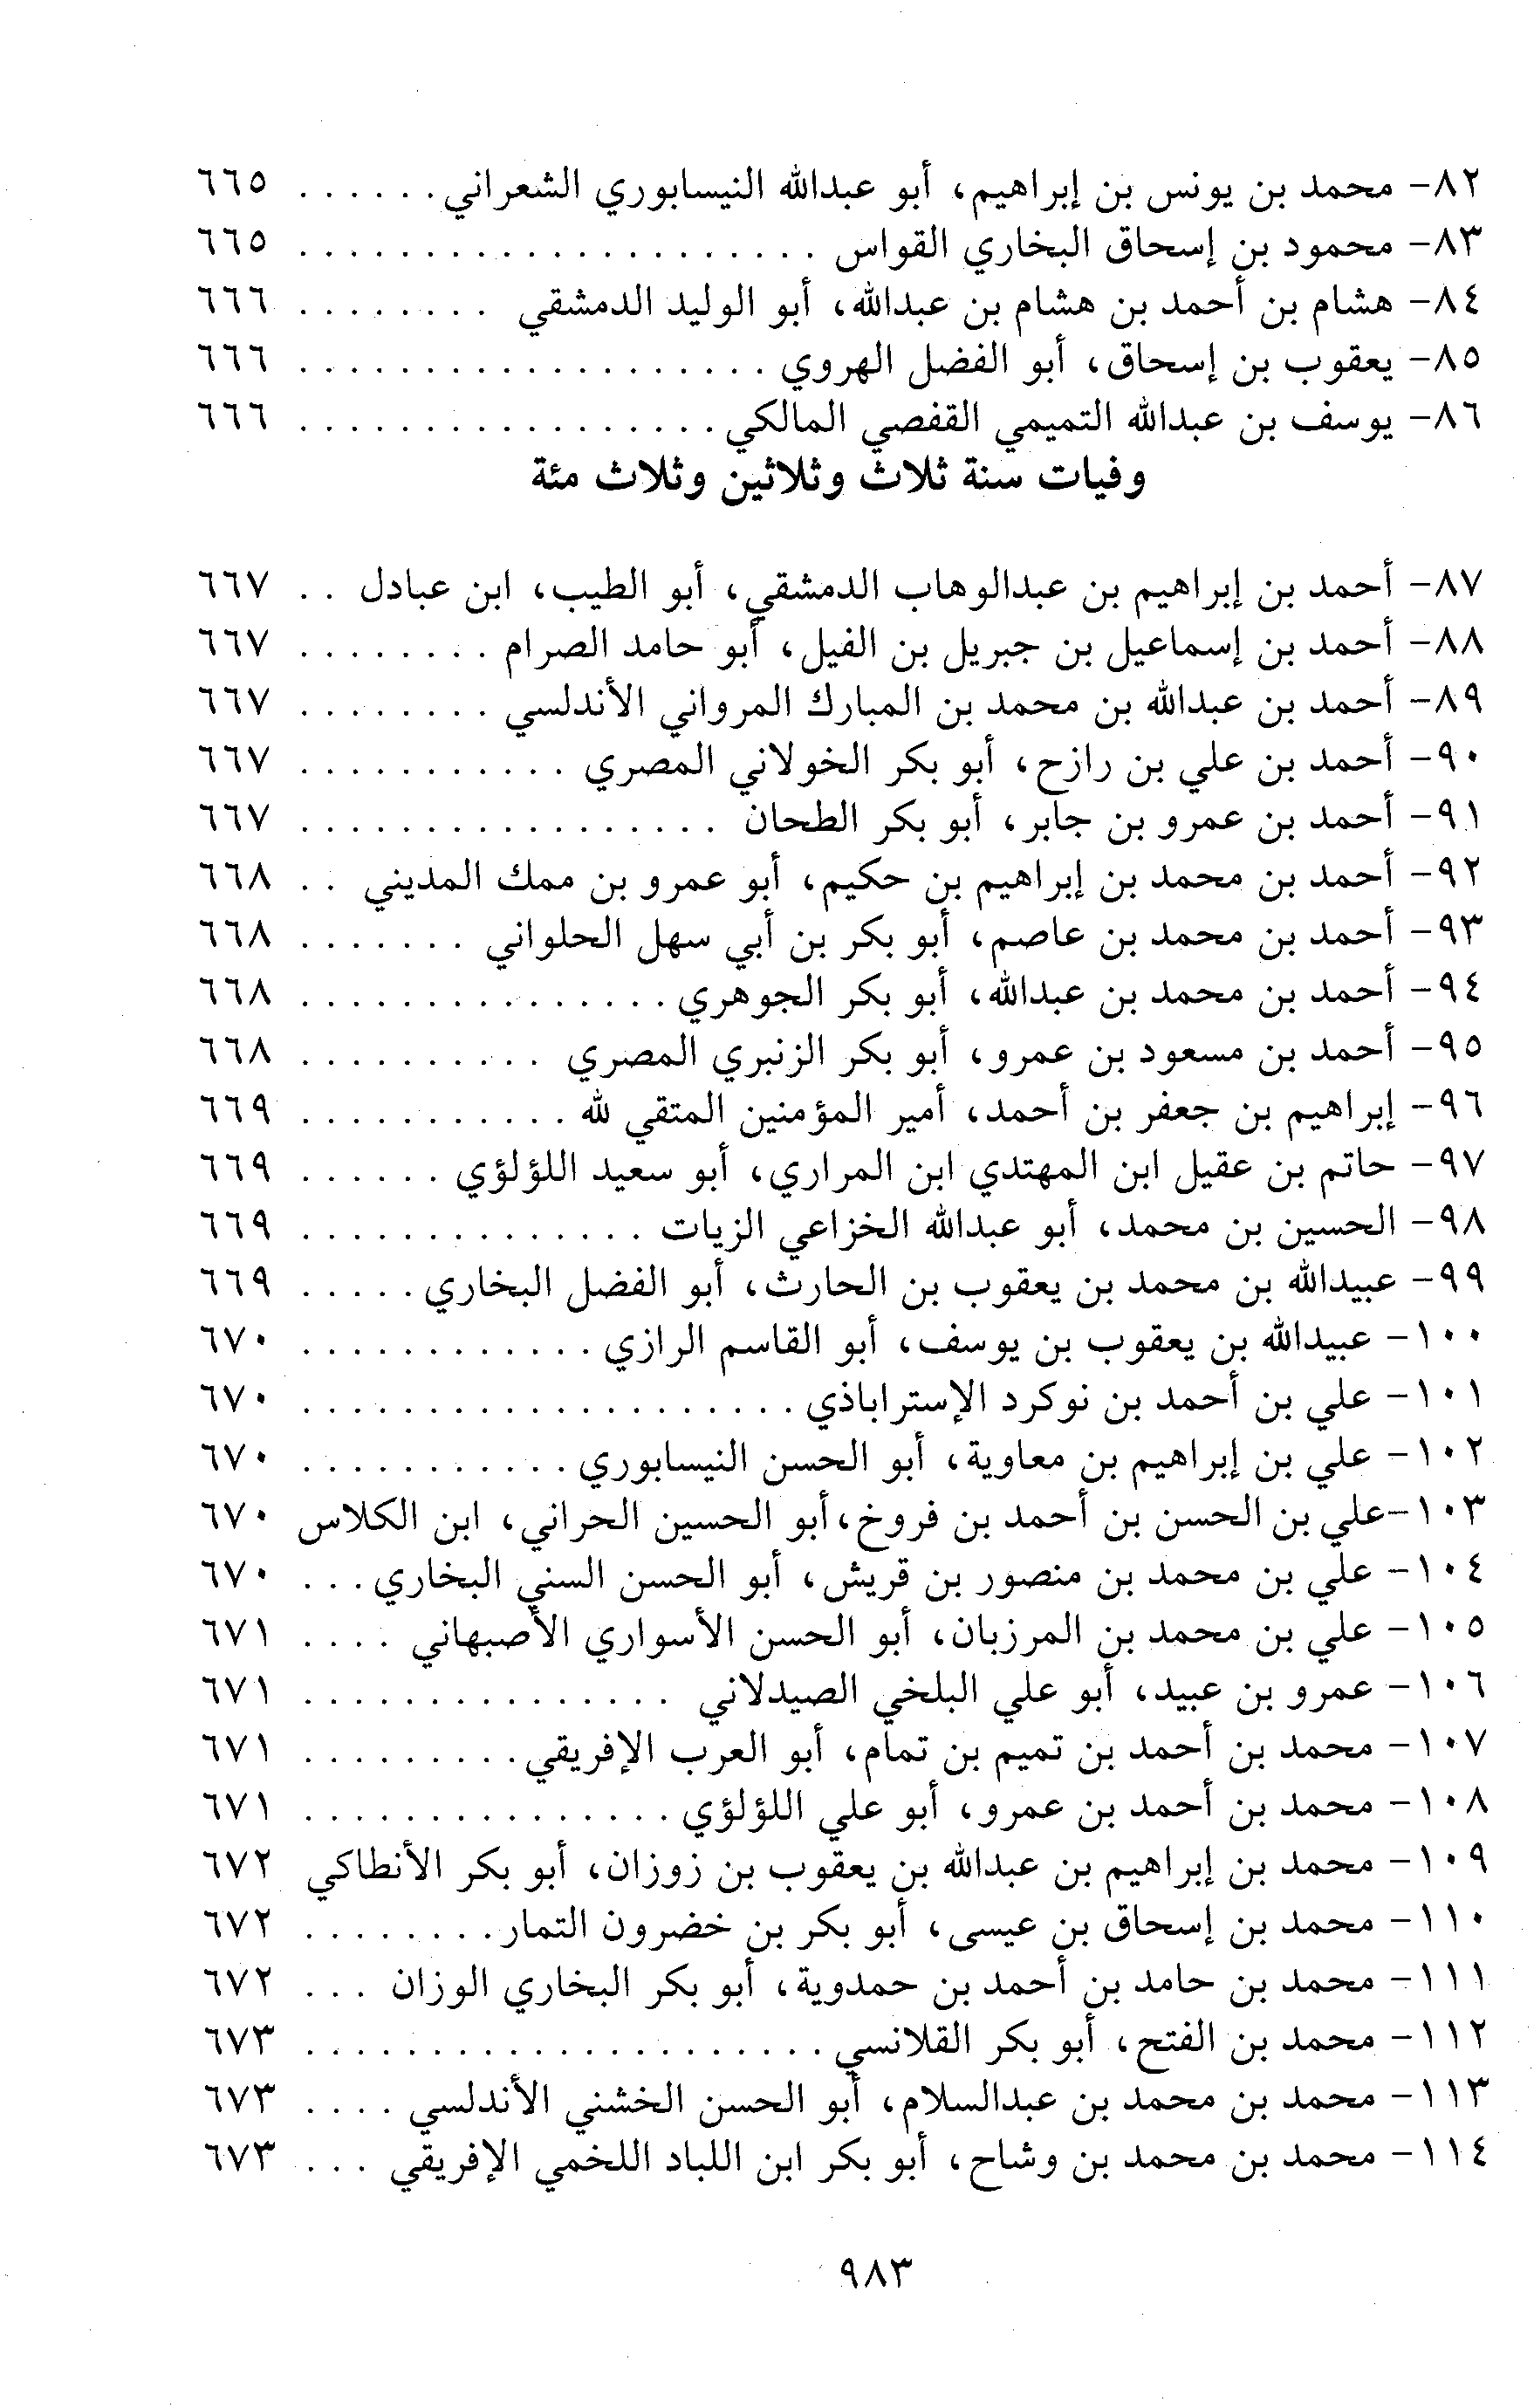 ٨٢- محمد بن يونس بن إبراهيم، أبو عبدالله النيسابوري الشعراني . . . . . . ٦٦٥
٨٣- محمود بن إسحاق البخاري القواس . . . . . . . . . . . . . . . . . . . . . ٦٦٥
٨٤- هشام بن أحمد بن هشام بن عبدالله، أبو الوليد الدمشقي . . . . . . . . ٦٦٦
٨٥- يعقوب بن إسحاق، أبو الفضل الهروي . . . . . . . . . . . . . . . . . . . ٦٦٦
٨٦- يوسف بن عبدالله التميمي القفصي المالكي . . . . . . . . . . . . . . . . . ٦٦٦
وفيات سنة ثلاث وثلاثين وثلاث مئة
٨٧- أحمد بن إبراهيم بن عبدالوهاب الدمشقي، أبو الطيب، ابن عبادل . . ٦٦٧
٨٨- أحمد بن إسماعيل بن جبريل بن الفيل، أبو حامد الصرام . . . . . . . . ٦٦٧
٨٩- أحمد بن عبدالله بن محمد بن المبارك المرواني الأندلسي . . . . . . . . ٦٦٧
٩٠- أحمد بن علي بن رازح، أبو بكر الخولاني المصري . . . . . . . . . . . ٦٦٧
٩١- أحمد بن عمرو بن جابر، أبو بكر الطحان . . . . . . . . . . . . . . . . . ٦٦٧
٩٢- أحمد بن محمد بن إبراهيم بن حكيم، أبو عمرو بن ممك المديني . . ٦٦٨
٩٣- أحمد بن محمد بن عاصم، أبو بكر بن أبي سهل الحلواني . . . . . . . ٦٦٨
٩٤- أحمد بن محمد بن عبدالله، أبو بكر الجوهري . . . . . . . . . . . . . . . ٦٦٨
٩٥- أحمد بن مسعود بن عمرو، أبو بكر الزنبري المصري . . . . . . . . . . ٦٦٨
٩٦- إبراهيم بن جعفر بن أحمد، أمير المؤمنين المتقي لله . . . . . . . . . . . ٦٦٩
٩٧- حاتم بن عقيل ابن المهتدي ابن المراري، أبو سعيد اللؤلؤي . . . . . . ٦٦٩
٩٨- الحسين بن محمد، أبو عبدالله الخزاعي الزيات . . . . . . . . . . . . . . ٦٦٩
٩٩- عبيدالله بن محمد بن يعقوب بن الحارث، أبو الفضل البخاري . . . . . ٦٦٩
١٠٠- عبيدالله بن يعقوب بن يوسف، أبو القاسم الرازي . . . . . . . . . . . . ٦٧٠
١٠١- علي بن أحمد بن نوكرد الإستراباذي . . . . . . . . . . . . . . . . . . . . ٦٧٠
١٠٢- علي بن إبراهيم بن معاوية، أبو الحسن النيسابوري . . . . . . . . . . . ٦٧٠
١٠٣-علي بن الحسن بن أحمد بن فروخ،أبو الحسين الحراني، ابن الكلاس ٦٧٠
١٠٤- علي بن محمد بن منصور بن قريش، أبو الحسن السني البخاري . . . ٦٧٠
١٠٥- علي بن محمد بن المرزبان، أبو الحسن الأسواري الأصبهاني . . . . ٦٧١
١٠٦- عمرو بن عبيد، أبو علي البلخي الصيدلاني . . . . . . . . . . . . . . . ٦٧١
١٠٧- محمد بن أحمد بن تميم بن تمام، أبو العرب الإفريقي . . . . . . . . . ٦٧١
١٠٨- محمد بن أحمد بن عمرو، أبو علي اللؤلؤي . . . . . . . . . . . . . . . ٦٧١
١٠٩- محمد بن إبراهيم بن عبدالله بن يعقوب بن زوزان، أبو بكر الأنطاكي ٦٧٢
١١٠- محمد بن إسحاق بن عيسى، أبو بكر بن خضرون التمار . . . . . . . . ٦٧٢
١١١- محمد بن حامد بن أحمد بن حمدوية، أبو بكر البخاري الوزان . . . ٦٧٢
١١٢- محمد بن الفتح، أبو بكر القلانسي . . . . . . . . . . . . . . . . . . . . . ٦٧٣
١١٣- محمد بن محمد بن عبدالسلام، أبو الحسن الخشني الأندلسي . . . . ٦٧٣
١١٤- محمد بن محمد بن وشاح، أبو بكر ابن اللباد اللخمي الإفريقي . . . ٦٧٣
٩٨٣